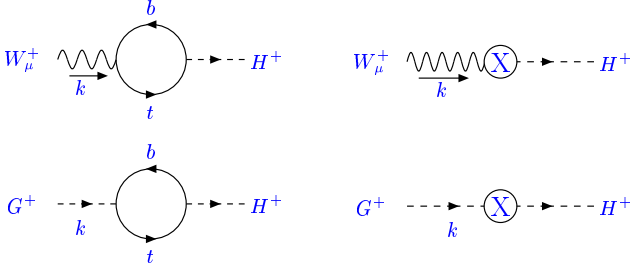 b
W_μ^+ H^+ W_μ^+ X H^+
k k
t
b
G^+ H^+ G^+ X H^+
k k
t